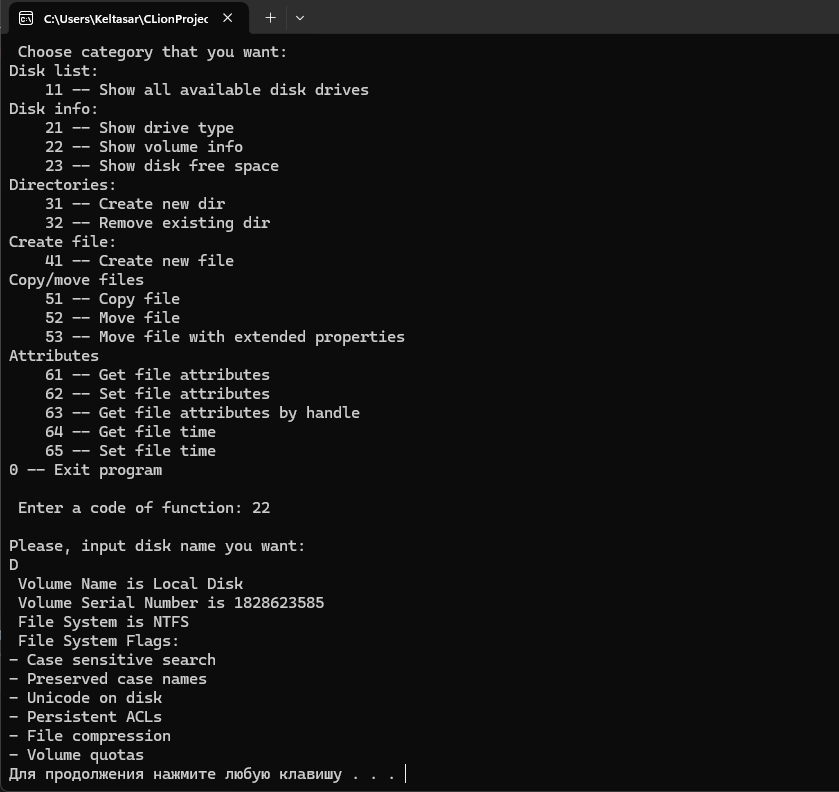 C:\Users\Keltasar\CLionProjec
Choose category that you want:
Disk list:
11 -- Show all available disk drives
Disk info:
21 -- Show drive type
22 -- Show volume info
23 -- Show disk free space
Directories:
31 -- Create new dir
32 -- Remove existing dir
Create file:
41 -- Create new file
Copy/move files
51 -- Copy file
52 -- Move file
53 -- Move file with extended properties
Attributes
61 -- Get file attributes
62 -- Set file attributes
63 -- Get file attributes by handle
64 -- Get file time
65 -- Set file time
0 -- Exit program
Enter a code of function: 22
Please, input disk name you want:
D
Volume Name is Local Disk
Volume Serial Number is 1828623585
File System is NTFS
File System Flags:
- Case sensitive search
- Preserved case names
- Unicode on disk
- Persistent ACLs
- File compression
- Volume quotas
Для продолжения нажмите любую клавишу . . .